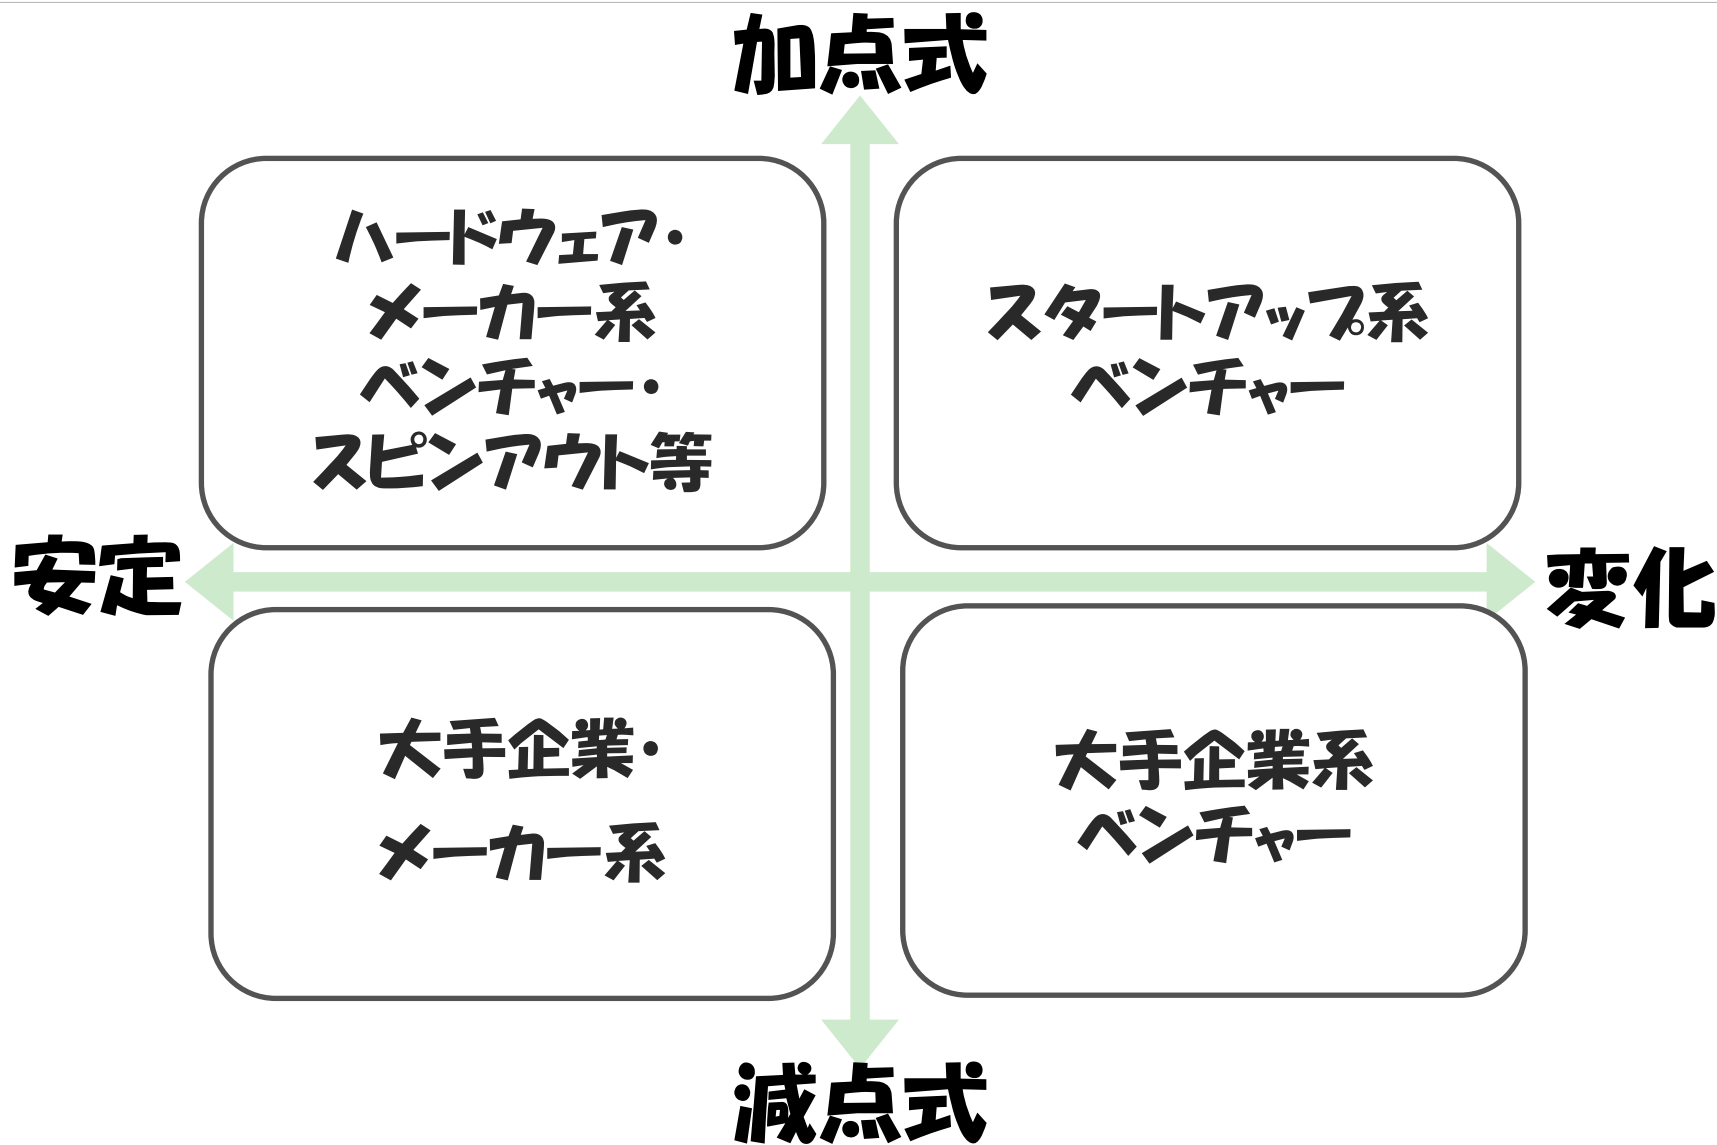 加点式
ハードウェア・
メーカー系
ベンチャー・
スピンアウト等
スタートアップ系
ベンチャー
安定
変化
大手企業・
メーカー系
大手企業系
ベンチャー
減点式